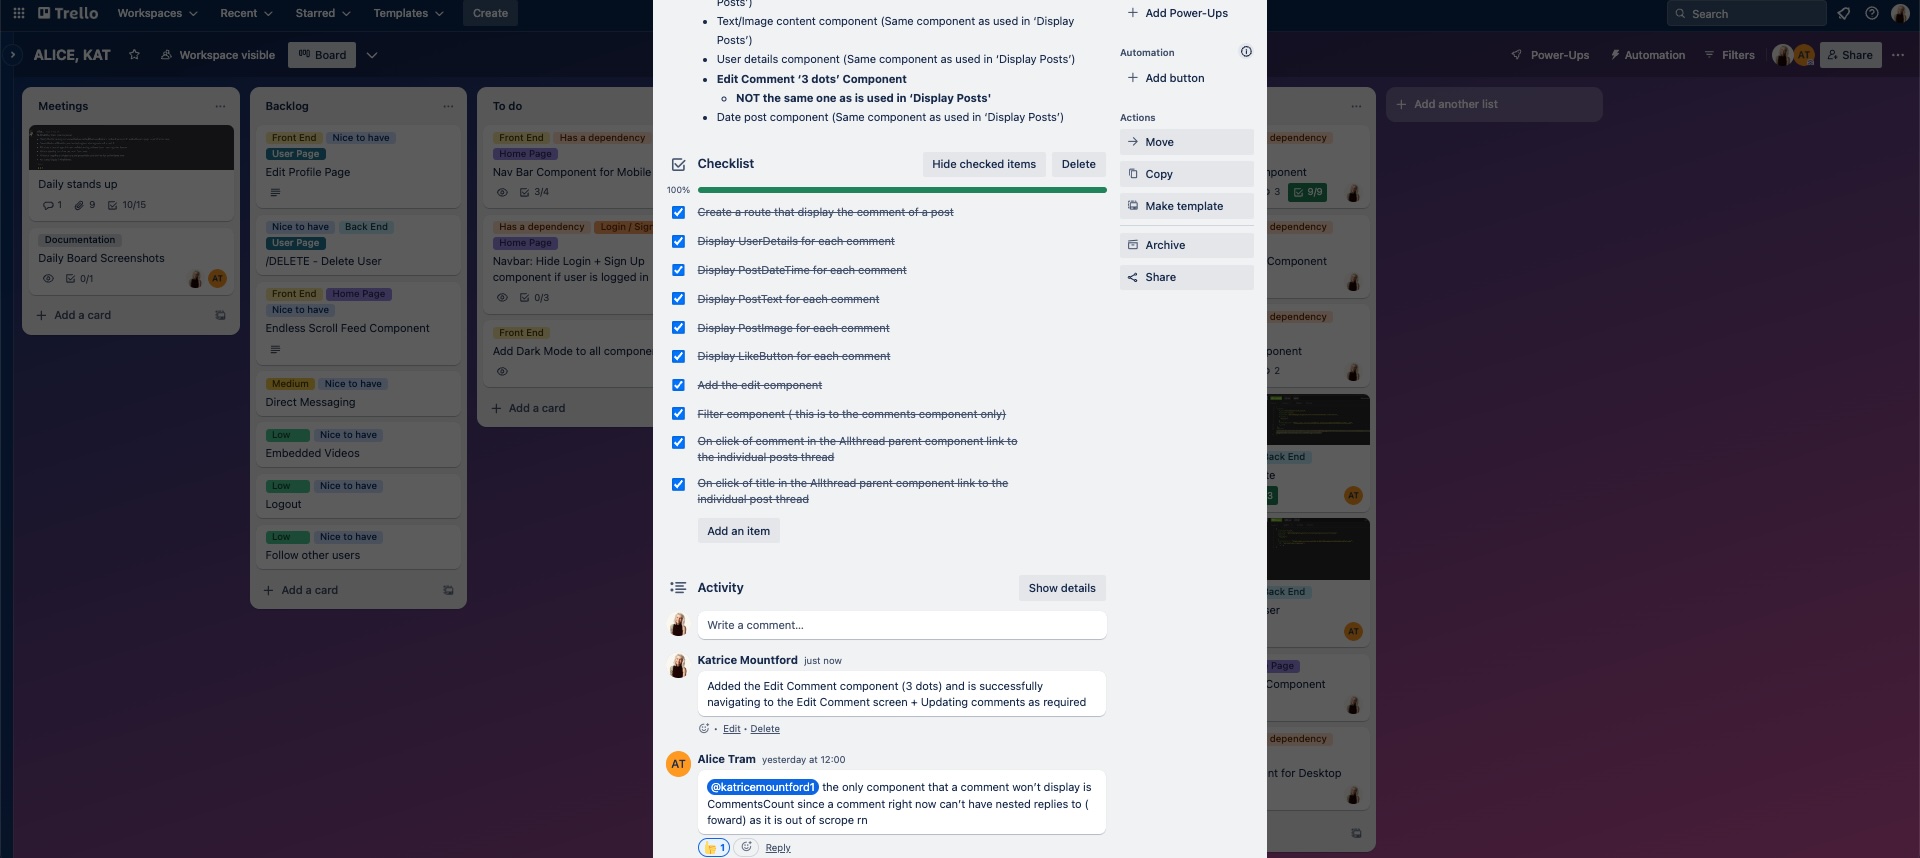 Trello
Workspaces
Recent
Starred
Templates
Create
Search
ALICE, KAT
Workspace visible
Board
Power-Ups
Automation
Filters
AT
Share
Meetings
Daily stand ups
1
9
10/15
Documentation
Daily Board Screenshots
0/1
AT
Add a card
Backlog
Front End
Nice to have
User Page
Edit Profile Page
Nice to have
Back End
User Page
/DELETE - Delete User
Front End
Home Page
Nice to have
Endless Scroll Feed Component
Medium
Nice to have
Direct Messaging
Low
Nice to have
Embedded Videos
Low
Nice to have
Logout
Low
Nice to have
Follow other users
Add a card
To do
Front End
Has a dependency
Home Page
Nav Bar Component for Mobile
3/4
Has a dependency
Login / Sign
Home Page
Navbar: Hide Login + Sign Up
component if user is logged in
0/3
Front End
Add Dark Mode to all compone
Add a card
Posts’)
Text/Image content component (Same component as used in ‘Display
Posts’)
User details component (Same component as used in ‘Display Posts’)
Edit Comment ‘3 dots’ Component
NOT the same one as is used in ‘Display Posts'
Date post component (Same component as used in ‘Display Posts’)
Checklist
Hide checked items
Delete
100%
Create a route that display the comment of a post
Display UserDetails for each comment
Display PostDateTime for each comment
Display PostText for each comment
Display PostImage for each comment
Display LikeButton for each comment
Add the edit component
Filter component ( this is to the comments component only)
On click of comment in the Allthread parent component link to
the individual posts thread
On click of title in the Allthread parent component link to the
individual post thread
Add an item
Activity
Show details
Write a comment…
Katrice Mountford just now
Added the Edit Comment component (3 dots) and is successfully
navigating to the Edit Comment screen + Updating comments as required
Edit • Delete
AT
Alice Tram yesterday at 12:00
@katricemountford1 the only component that a comment won’t display is
CommentsCount since a comment right now can’t have nested replies to (
foward) as it is out of scrope rn
1
Reply
Add Power-Ups
Automation
Add button
Actions
Move
Copy
Make template
Archive
Share
dependency
ponent
3
9/9
dependency
Component
dependency
ponent
2
Back End
te
3
AT
Back End
ser
AT
Page
Component
dependency
nt for Desktop
Add another list